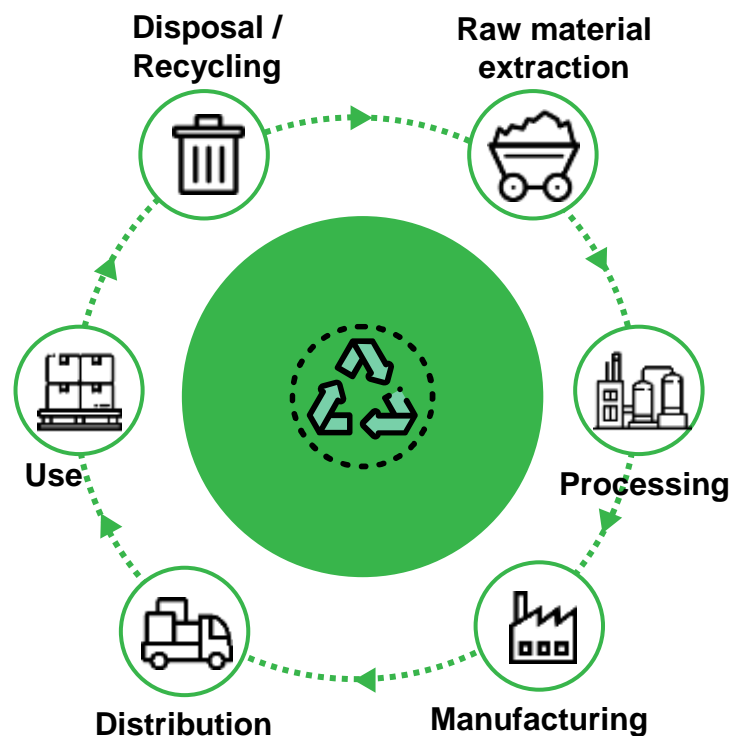 Disposal /
Recycling
Raw material
extraction
Use
Processing
Distribution
Manufacturing